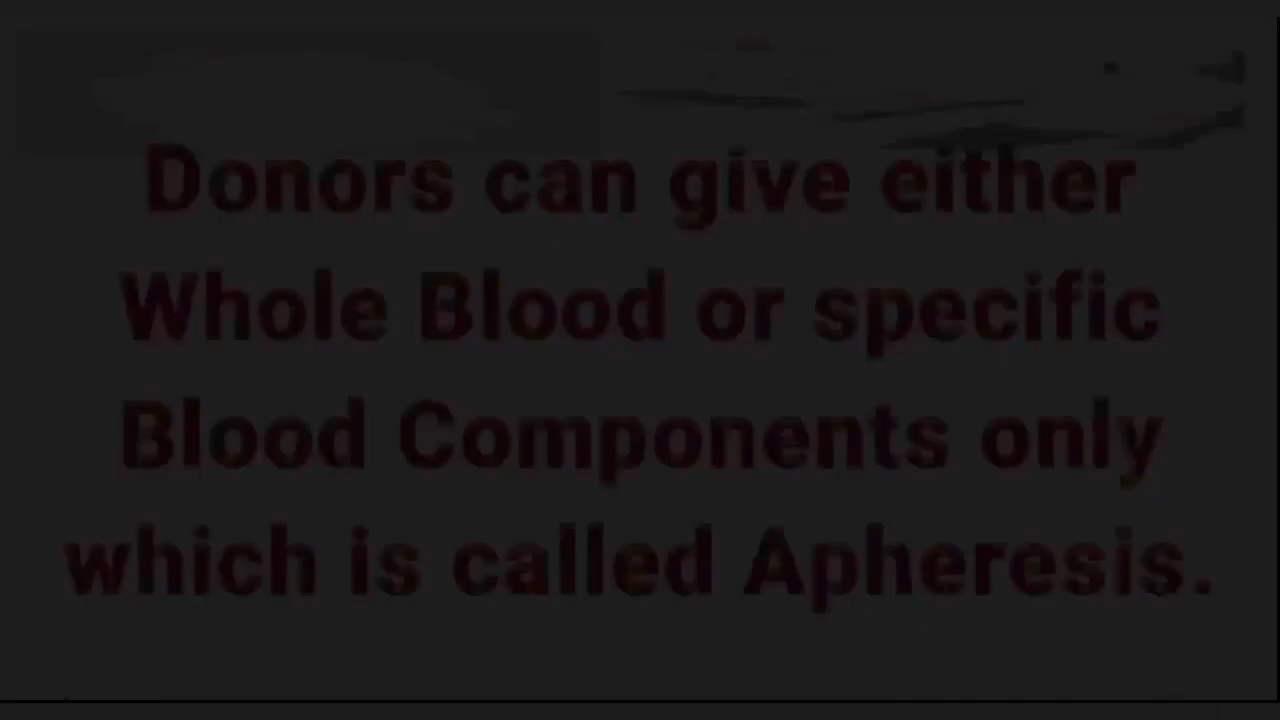 Donors can give either
Whole Blood or specific
Blood Components only
which is called Apheresis.